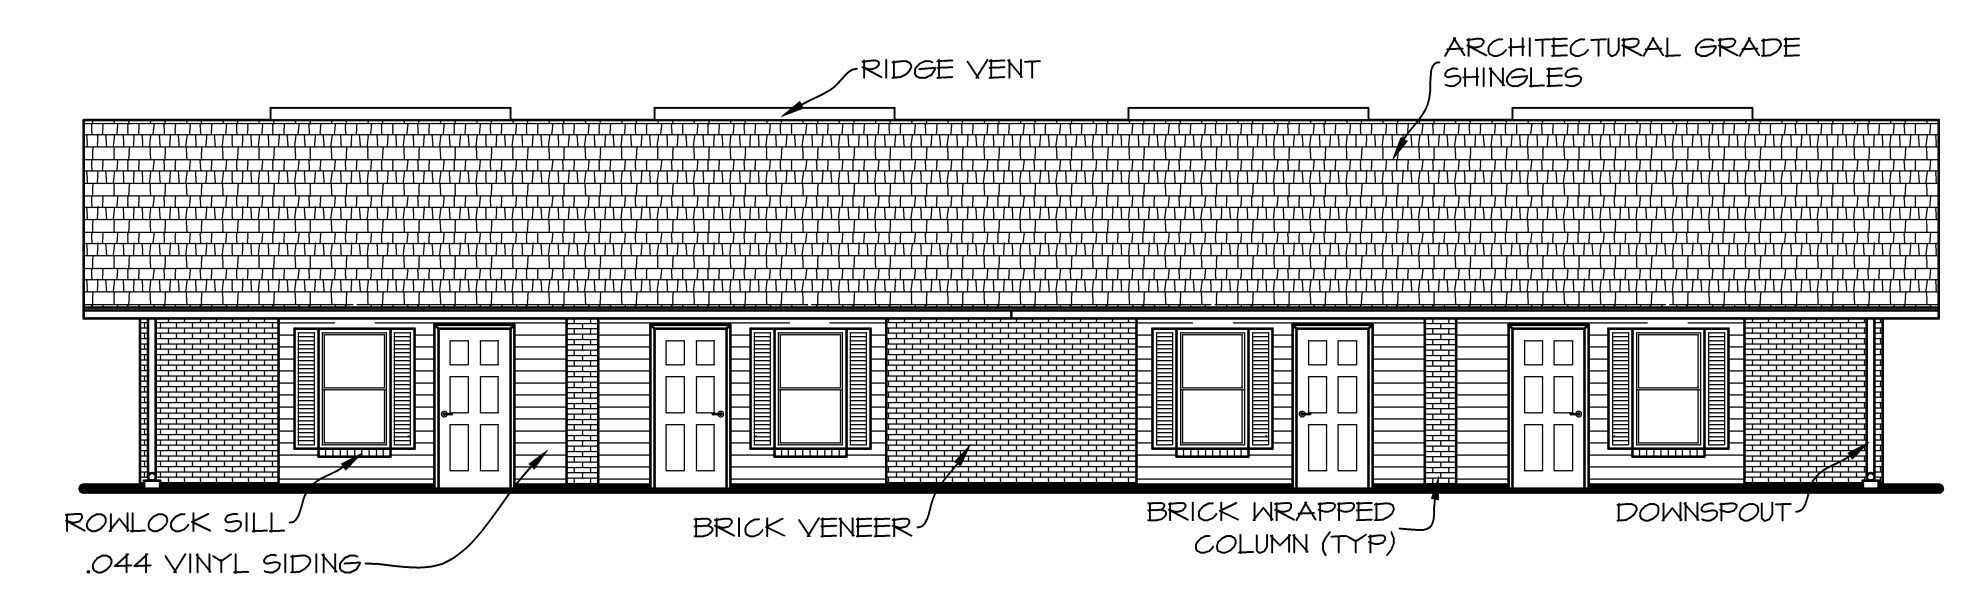 ARCHITECTURAL GRADE
SHINGLES
RIDGE VENT
ROWLOCK SILL
.044 VINYL SIDING
BRICK VENEER
BRICK WRAPPED
COLUMN (TYP)
DOWNSPOUT